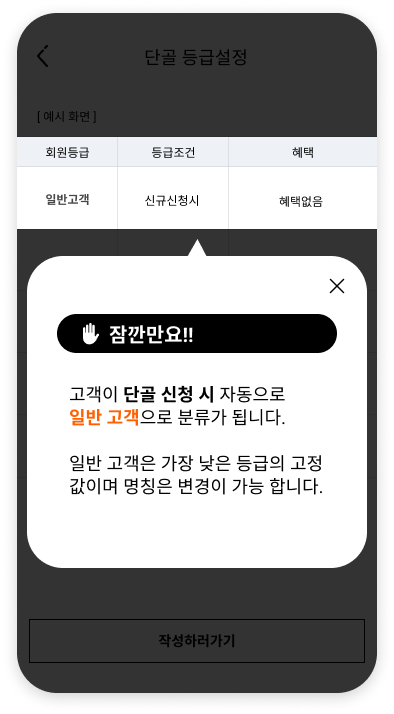 단골 등급설정
[ 예시 화면 ]
회원등급 등급조건 혜택
일반고객 신규신청시 혜택없음
잠깐만요!!
고객이 단골 신청 시 자동으로
일반 고객으로 분류가 됩니다.
일반 고객은 가장 낮은 등급의 고정
값이며 명칭은 변경이 가능 합니다.
작성하러가기